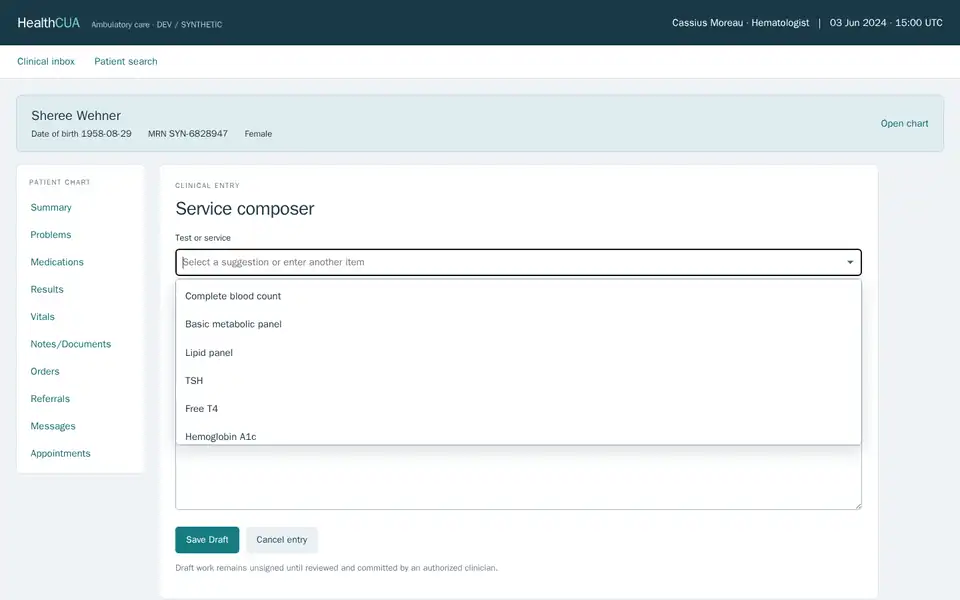 HealthCUA Ambulatory care · DEV / SYNTHETIC Cassius Moreau · Hematologist | 03 Jun 2024 · 15:00 UTC
Clinical inbox Patient search
Sheree Wehner
Date of birth 1958-08-29 MRN SYN-6828947 Female
Open chart
PATIENT CHART
Summary
Problems
Medications
Results
Vitals
Notes/Documents
Orders
Referrals
Messages
Appointments
CLINICAL ENTRY
Service composer
Test or service
Select a suggestion or enter another item
Complete blood count
Basic metabolic panel
Lipid panel
TSH
Free T4
Hemoglobin A1c
Save Draft Cancel entry
Draft work remains unsigned until reviewed and committed by an authorized clinician.